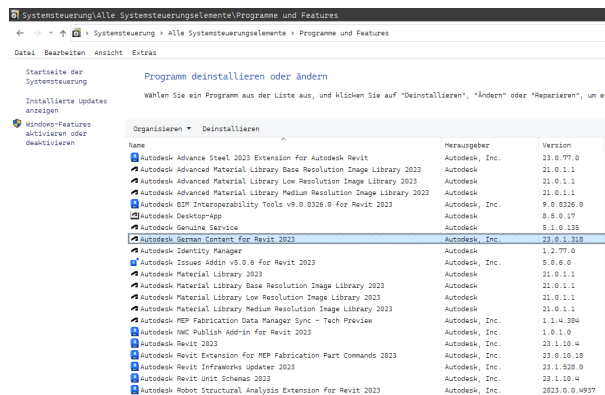 Systemsteuerung\Alle Systemsteuerungselemente\Programme und Features
Systemsteuerung > Alle Systemsteuerungselemente > Programme und Features
Datei Bearbeiten Ansicht Extras
Startseite der Systemsteuerung
Installierte Updates anzeigen
Windows-Features aktivieren oder deaktivieren
Programm deinstallieren oder ändern
Wählen Sie ein Programm aus der Liste aus, und klicken Sie auf "Deinstallieren", "Ändern" oder "Reparieren", um e
Organisieren Deinstallieren
Name Herausgeber Version
Autodesk Advance Steel 2023 Extension for Autodesk Revit Autodesk, Inc. 23.0.77.0
Autodesk Advanced Material Library Base Resolution Image Library 2023 Autodesk 21.0.1.1
Autodesk Advanced Material Library Low Resolution Image Library 2023 Autodesk 21.0.1.1
Autodesk Advanced Material Library Medium Resolution Image Library 2023 Autodesk 21.0.1.1
Autodesk BIM Interoperability Tools v9.0.8326.0 for Revit 2023 Autodesk, Inc. 9.0.8326.0
Autodesk Desktop-App Autodesk 8.5.0.17
Autodesk Genuine Service Autodesk 5.1.0.135
Autodesk German Content for Revit 2023 Autodesk, Inc. 23.0.1.318
Autodesk Identity Manager Autodesk 1.2.77.0
Autodesk Issues Addin v5.0.6 for Revit 2023 Autodesk, Inc. 5.0.6.0
Autodesk Material Library 2023 Autodesk 21.0.1.1
Autodesk Material Library Base Resolution Image Library 2023 Autodesk 21.0.1.1
Autodesk Material Library Low Resolution Image Library 2023 Autodesk 21.0.1.1
Autodesk Material Library Medium Resolution Image Library 2023 Autodesk 21.0.1.1
Autodesk MEP Fabrication Data Manager Sync - Tech Preview Autodesk, Inc. 1.1.4.384
Autodesk NWC Publish Add-in for Revit 2023 Autodesk, Inc. 1.0.1.0
Autodesk Revit 2023 Autodesk, Inc. 23.1.10.4
Autodesk Revit Extension for MEP Fabrication Part Commands 2023 Autodesk, Inc. 23.0.10.18
Autodesk Revit InfraWorks Updater 2023 Autodesk, Inc. 23.1.528.0
Autodesk Revit Unit Schemas 2023 Autodesk, Inc. 23.1.10.4
Autodesk Robot Structural Analysis Extension for Revit 2023 Autodesk, Inc. 2023.0.0.4937